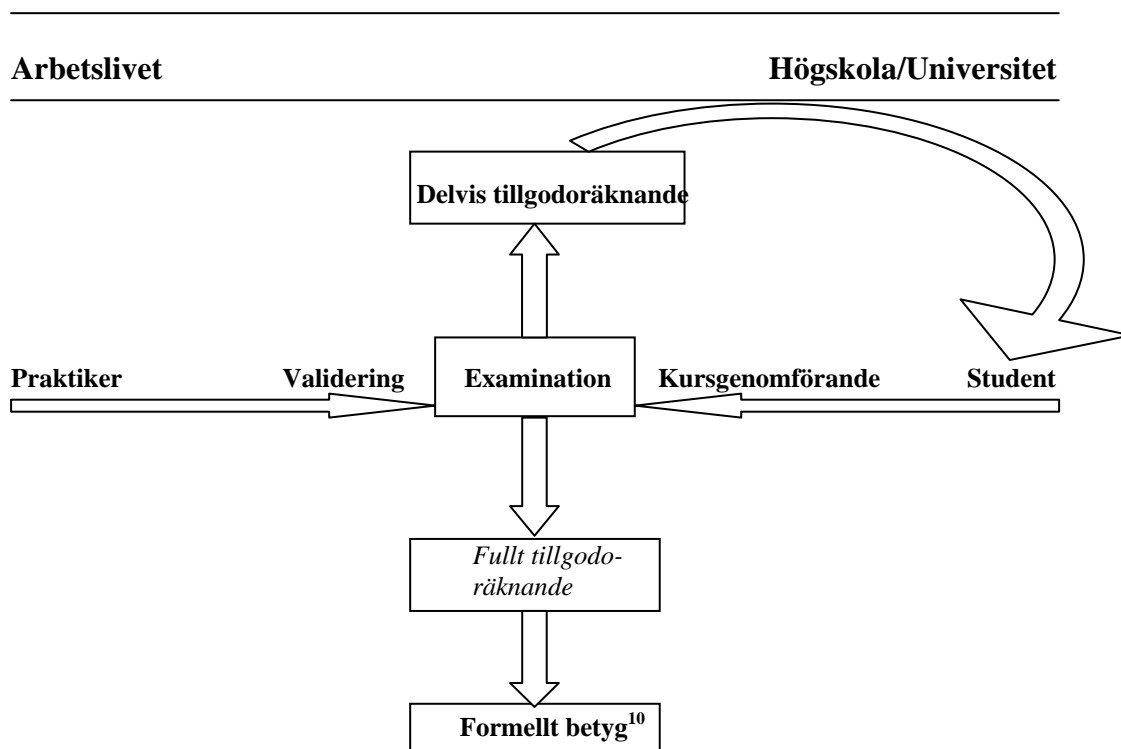 Arbetslivet Högskola/Universitet
Delvis tillgodoräknande
Praktiker Validering Examination Kursgenomförande Student
Fullt tillgodo-
räknande
Formellt betyg10